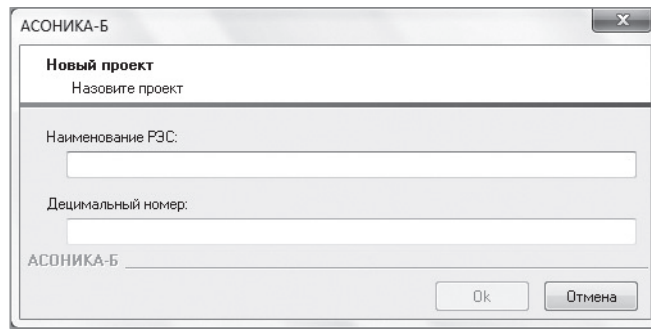 АСОНИКА-Б
Новый проект
Назовите проект
Наименование РЭС:
Децимальный номер:
АСОНИКА-Б
Ok
Отмена